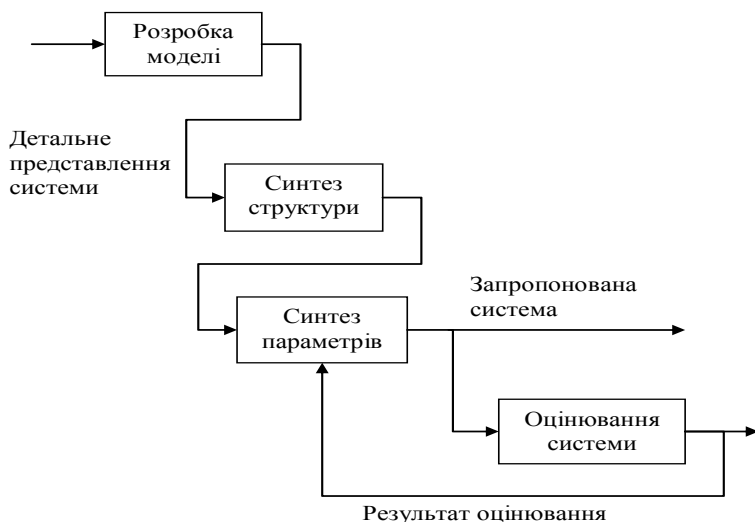 Розробка
моделі
Детальне
представлення
системи
Синтез
структури
Запропонована
система
Синтез
параметрів
Оцінювання
системи
Результат оцінювання